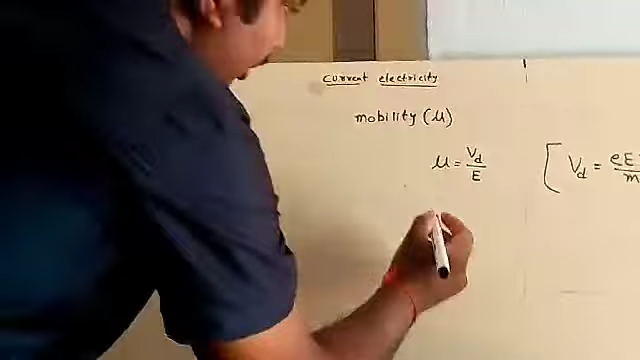 current electricity
mobility (μ)
μ = Vd/E [ Vd = eE
m